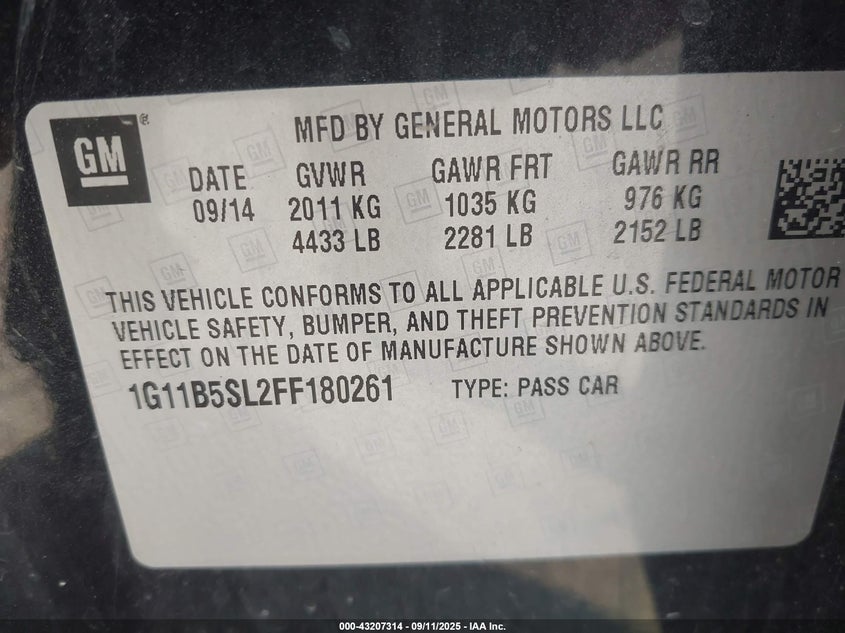 GM ®
MFD BY GENERAL MOTORS LLC
DATE GVWR GAWR FRT GAWR RR
09/14 2011 KG 1035 KG 976 KG
4433 LB 2281 LB 2152 LB
THIS VEHICLE CONFORMS TO ALL APPLICABLE U.S. FEDERAL MOTOR
VEHICLE SAFETY, BUMPER, AND THEFT PREVENTION STANDARDS IN
EFFECT ON THE DATE OF MANUFACTURE SHOWN ABOVE.
1G11B5SL2FF180261 TYPE: PASS CAR
000-43207314 - 09/11/2025 - IAA Inc.